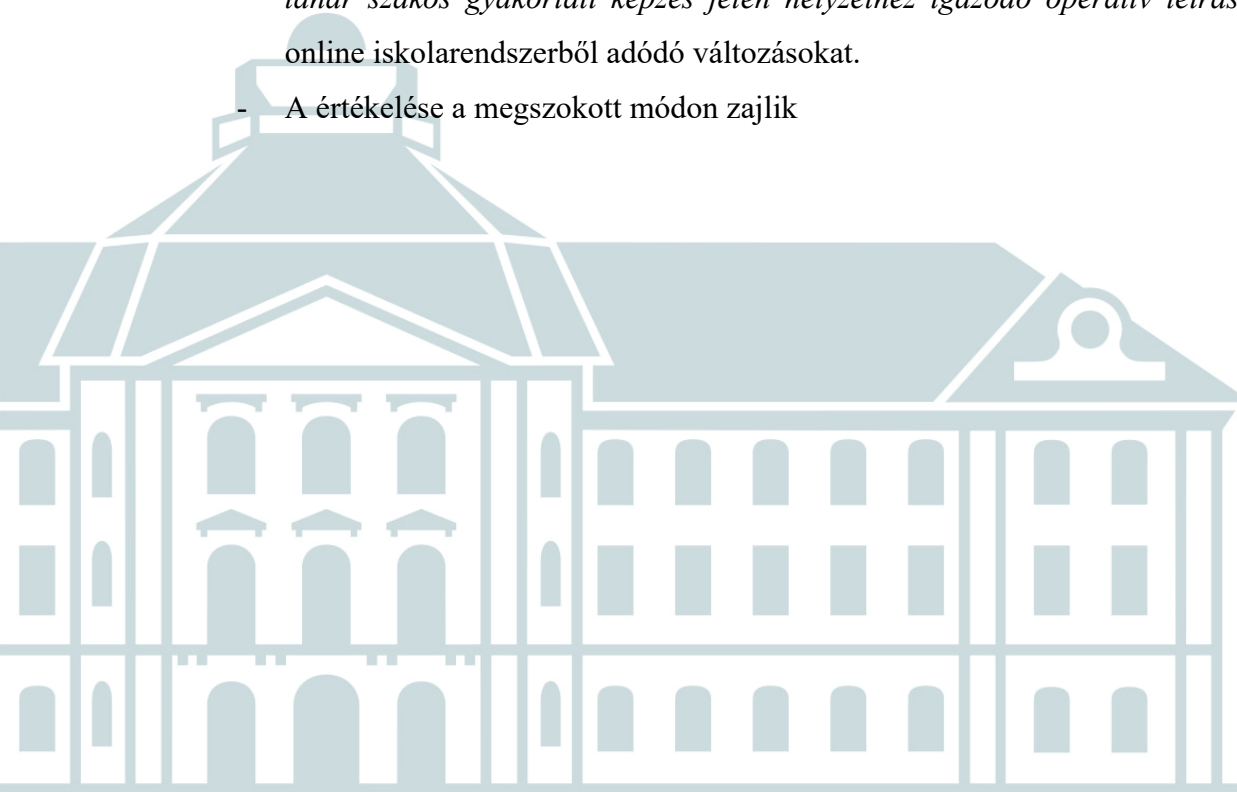 tanár szakos gyakorlati képzés jelen helyzethez igazodó operatív leírás
online iskolarendszerből adódó változásokat.
- A értékelése a megszokott módon zajlik